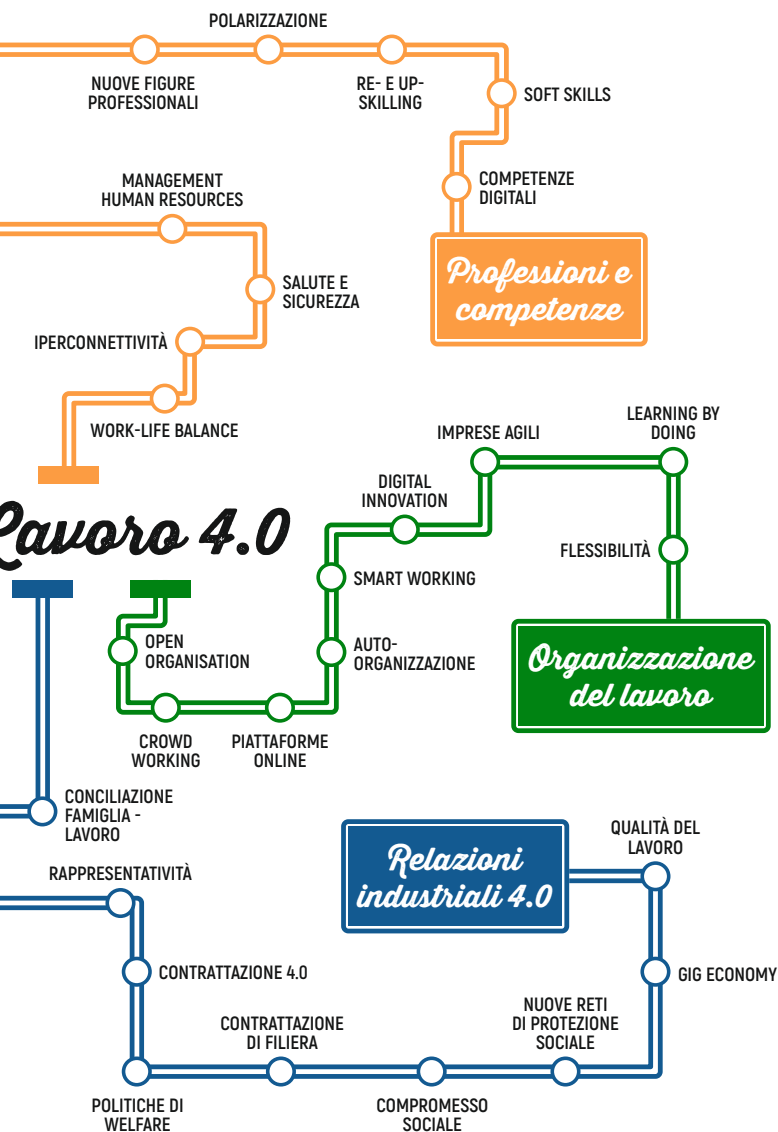 POLARIZZAZIONE
NUOVE FIGURE
PROFESSIONALI
RE- E UP-
SKILLING
SOFT SKILLS
COMPETENZE
DIGITALI
Professioni e
competenze
MANAGEMENT
HUMAN RESOURCES
SALUTE E
SICUREZZA
IPERCONNETTIVITÀ
WORK-LIFE BALANCE
Lavoro 4.0
OPEN
ORGANISATION
CROWD
WORKING
PIATTAFORME
ONLINE
AUTO-
ORGANIZZAZIONE
SMART WORKING
DIGITAL
INNOVATION
IMPRESE AGILI
LEARNING BY
DOING
FLESSIBILITÀ
Organizzazione
del lavoro
CONCILIAZIONE
FAMIGLIA -
LAVORO
RAPPRESENTATIVITÀ
CONTRATTAZIONE 4.0
POLITICHE DI
WELFARE
CONTRATTAZIONE
DI FILIERA
COMPROMESSO
SOCIALE
NUOVE RETI
DI PROTEZIONE
SOCIALE
GIG ECONOMY
QUALITÀ DEL
LAVORO
Relazioni
industriali 4.0